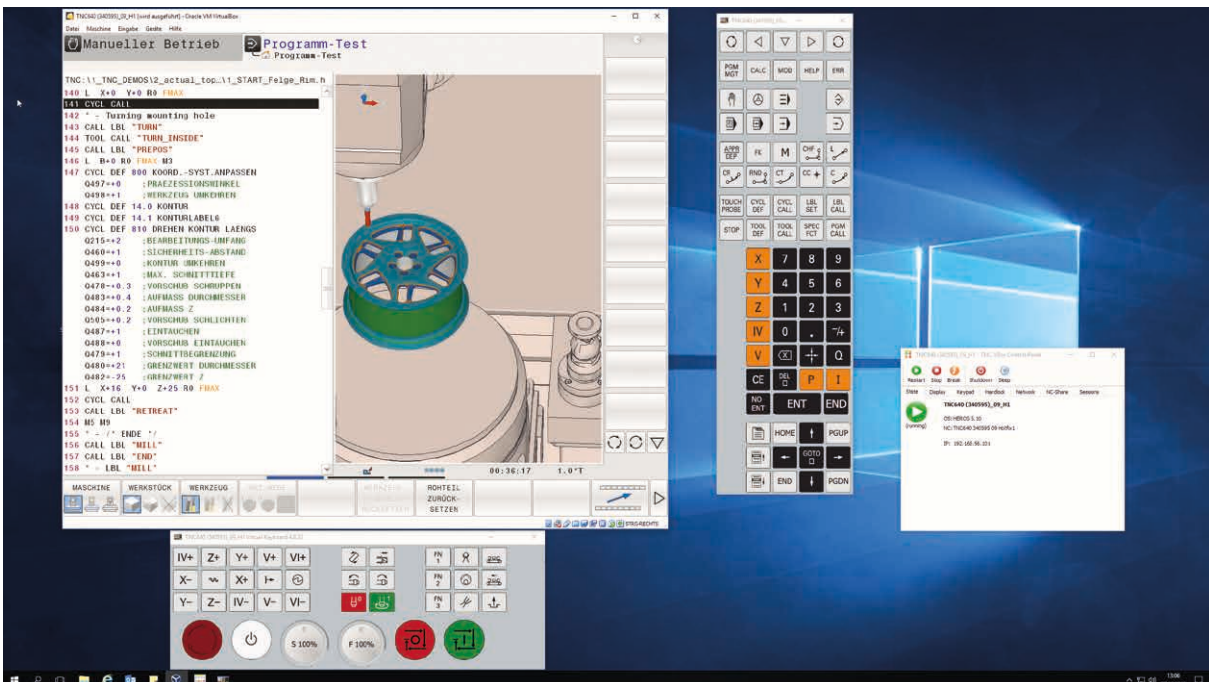 TNC640 (340595)_09_H1 [wird ausgeführt] - Oracle VM VirtualBox
Datei Maschine Eingabe Geräte Hilfe
Manueller Betrieb
Programm-Test
Programm-Test
TNC:\1_TNC_DEMOS\2_actual_top...\1_START_Felge_Rim.h
140 L X+0 Y+0 R0 FMAX
141 CYCL CALL
142 * - Turning mounting hole
143 CALL LBL "TURN"
144 TOOL CALL "TURN_INSIDE"
145 CALL LBL "PREPOS"
146 L B+0 R0 FMAX M3
147 CYCL DEF 800 KOORD.-SYST.ANPASSEN
Q497=+0 ;PRAEZESSIONSWINKEL
Q498=+1 ;WERKZEUG UMKEHREN
148 CYCL DEF 14.0 KONTUR
149 CYCL DEF 14.1 KONTURLABEL6
150 CYCL DEF 810 DREHEN KONTUR LAENGS
Q215=+2 ;BEARBEITUNGS-UMFANG
Q460=+1 ;SICHERHEITS-ABSTAND
Q499=+0 ;KONTUR UMKEHREN
Q463=+1 ;MAX. SCHNITTTIEFE
Q478=+0.3 ;VORSCHUB SCHRUPPEN
Q483=+0.4 ;AUFMASS DURCHMESSER
Q484=+0.2 ;AUFMASS Z
Q505=+0.2 ;VORSCHUB SCHLICHTEN
Q487=+1 ;EINTAUCHEN
Q488=+0 ;VORSCHUB EINTAUCHEN
Q479=+1 ;SCHNITTBEGRENZUNG
Q480=+21 ;GRENZWERT DURCHMESSER
Q482=-25 ;GRENZWERT Z
151 L X+16 Y+0 Z+25 R0 FMAX
152 CYCL CALL
153 CALL LBL "RETREAT"
154 M5 M9
155 * - /* ENDE */
156 CALL LBL "MILL"
157 CALL LBL "END"
158 * - LBL "MILL"
00:36:17 1.0*T
MASCHINE WERKSTÜCK WERKZEUG
ROHTEIL
ZURÜCK-
SETZEN
STRG-RECHTS
PGM MGT CALC MOD HELP ERR
APPR DEP FK M CHF L
CR RND CT CC C
TOUCH PROBE CYCL DEF CYCL CALL LBL SET LBL CALL
STOP TOOL DEF TOOL CALL SPEC FCT PGM CALL
X 7 8 9
Y 4 5 6
Z 1 2 3
IV 0 . -/+
V Q
CE DEL P I
NO ENT ENT END
HOME PGUP
GOTO
END PGDN
Restart Stop Break Shutdown Sleep
State Display Keypad Hardlock Network NC-Share Sensors
TNC640 (340595)_09_H1
(running)
OS: HEROS 5.10
IV+ Z+ Y+ V+ VI+ FN 1
X- X+ FN 2
Y- Z- IV- V- VI- FN 3
S 100% F 100%
13:06